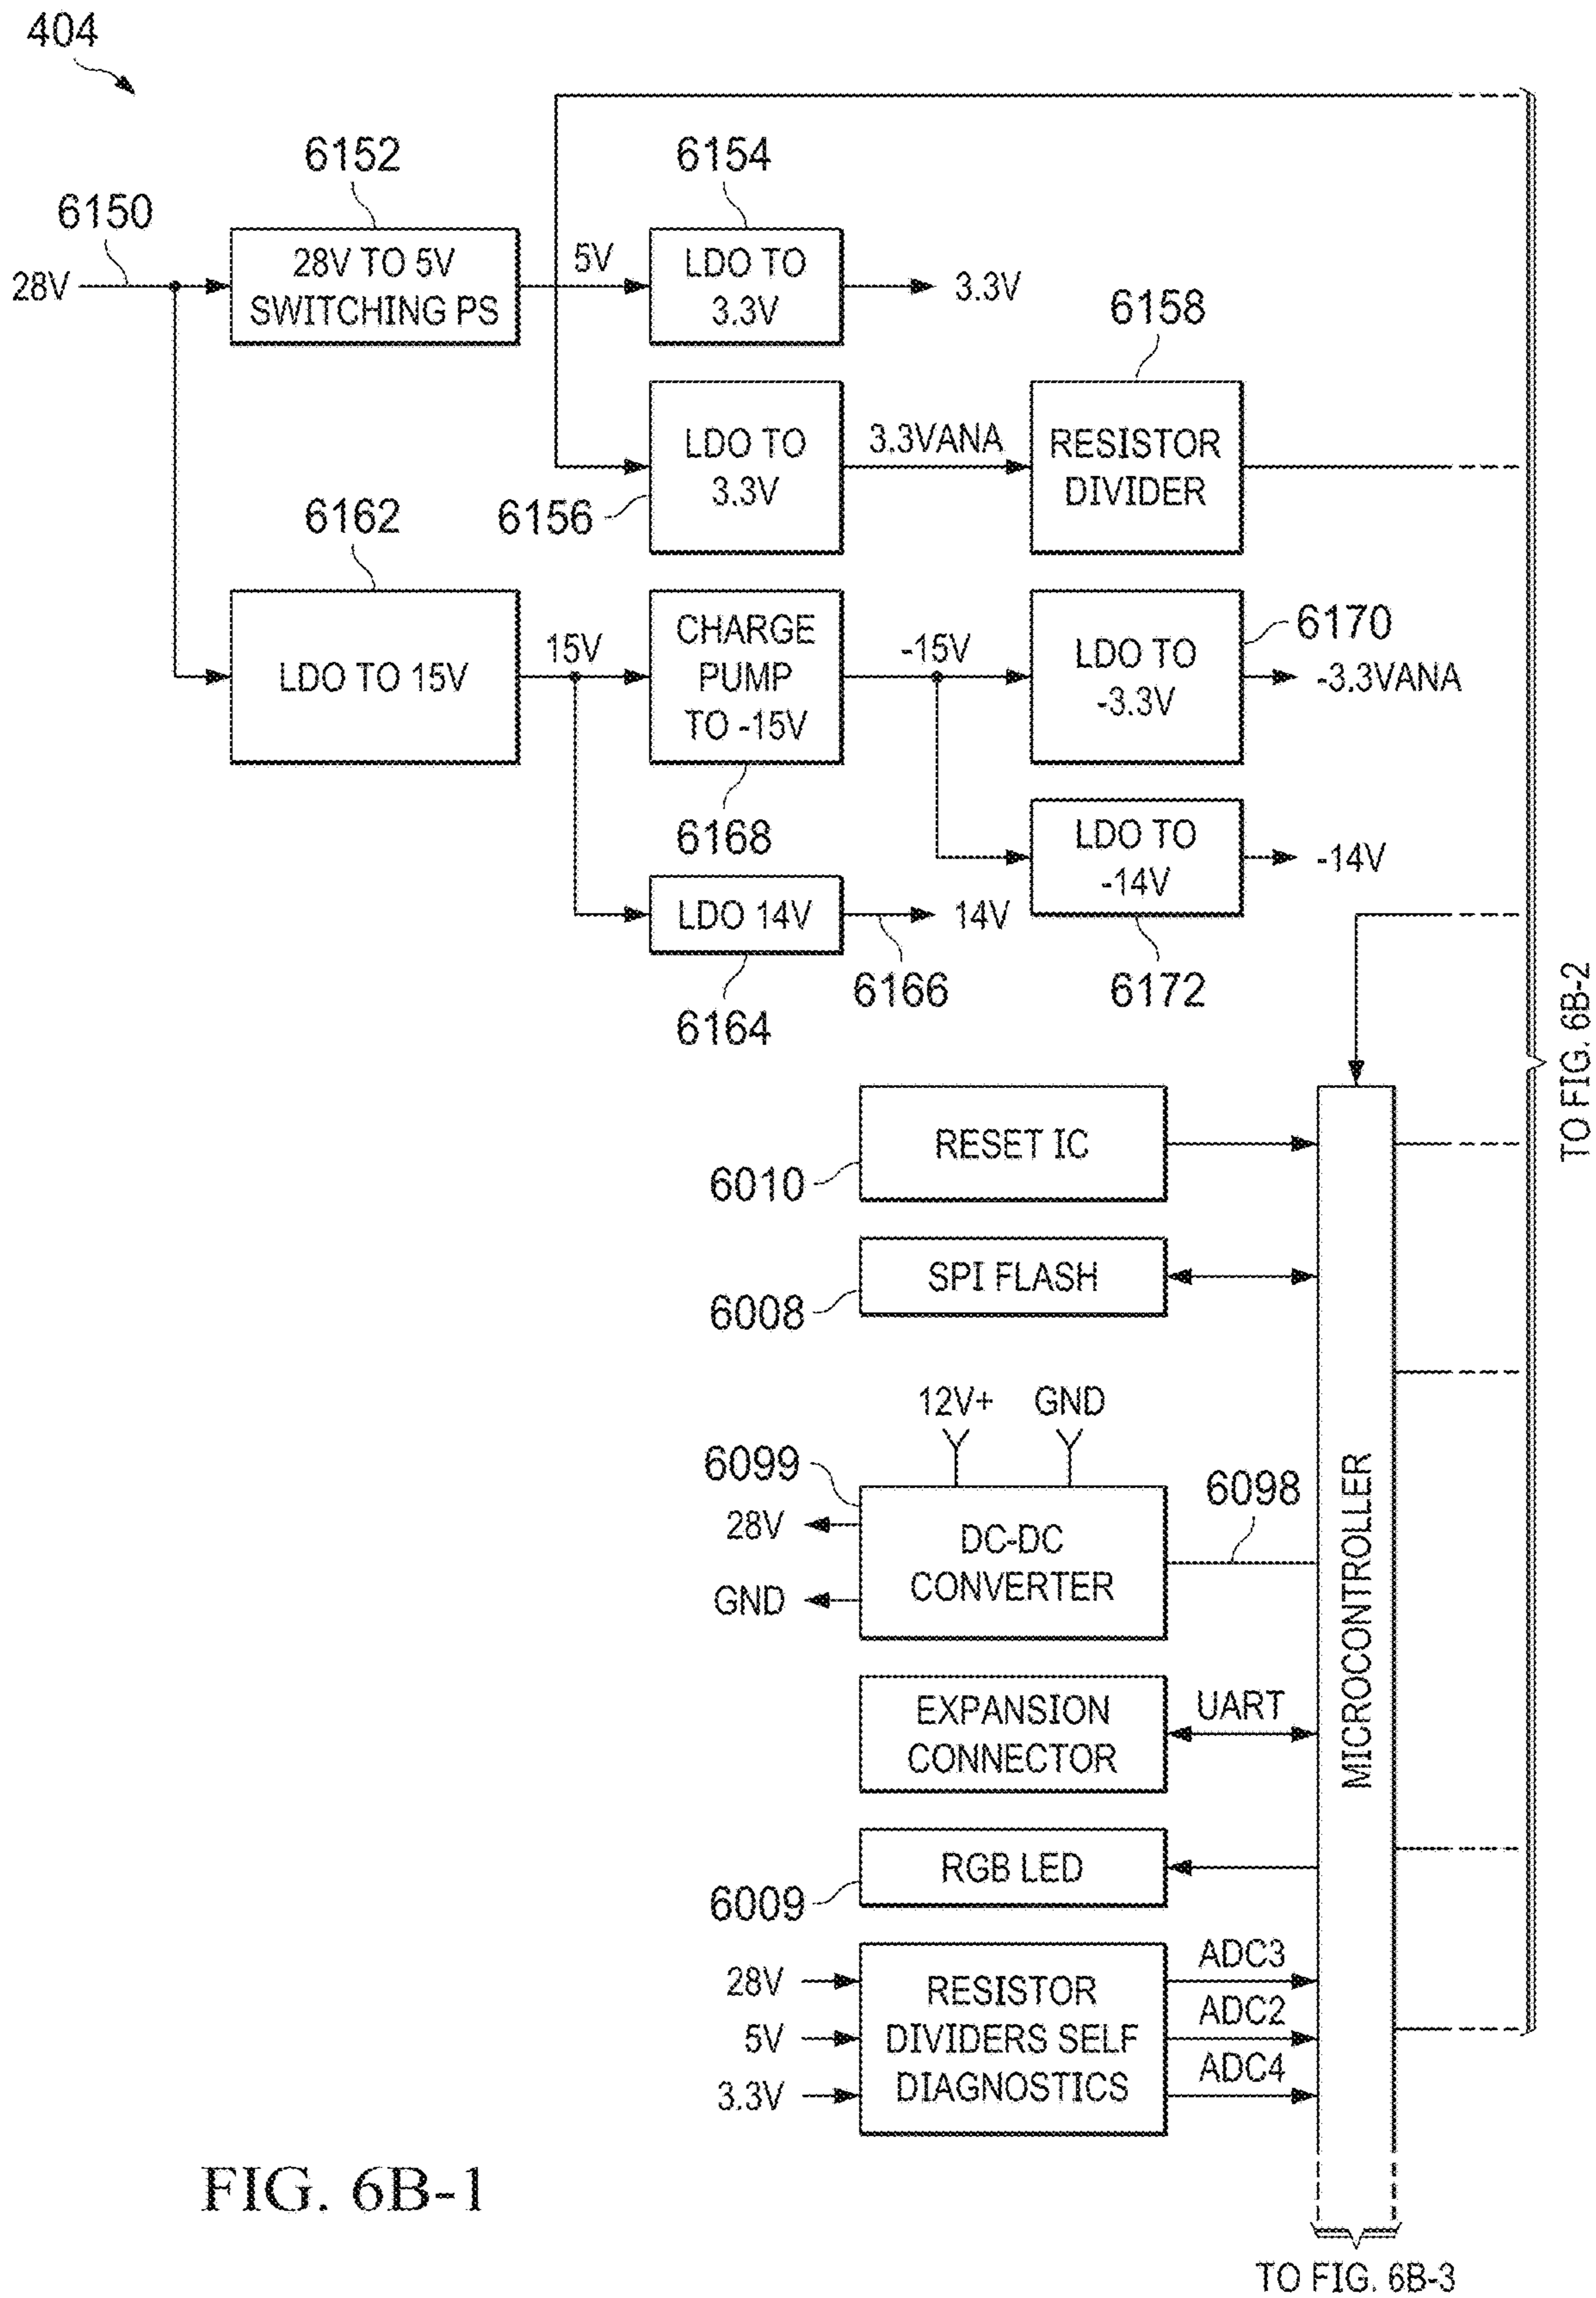 404
6152
6154
6150
28V
28V TO 5V
SWITCHING PS
5V
LDO TO
3.3V
3.3V
6158
LDO TO
3.3V
3.3VANA
RESISTOR
DIVIDER
6156
6162
LDO TO 15V
15V
CHARGE
PUMP
TO -15V
-15V
LDO TO
-3.3V
6170
-3.3VANA
6168
LDO TO
-14V
-14V
LDO 14V
14V
6166
6172
6164
TO FIG. 6B-2
RESET IC
6010
SPI FLASH
6008
12V+ GND
6099
28V
GND
DC-DC
CONVERTER
6098
MICROCONTROLLER
EXPANSION
CONNECTOR
UART
RGB LED
6009
28V
5V
3.3V
RESISTOR
DIVIDERS SELF
DIAGNOSTICS
ADC3
ADC2
ADC4
FIG. 6B-1
TO FIG. 6B-3